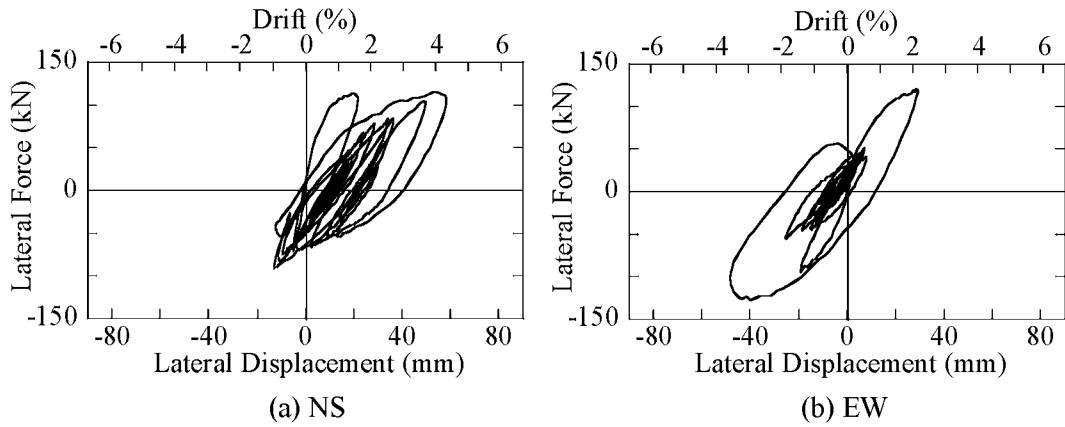 Drift (%)
-6 -4 -2 0 2 4 6
150
0
-150
Lateral Force (kN)
-80 -40 0 40 80
Lateral Displacement (mm)
(a) NS
Drift (%)
-6 -4 -2 0 2 4 6
150
0
-150
Lateral Force (kN)
-80 -40 0 40 80
Lateral Displacement (mm)
(b) EW